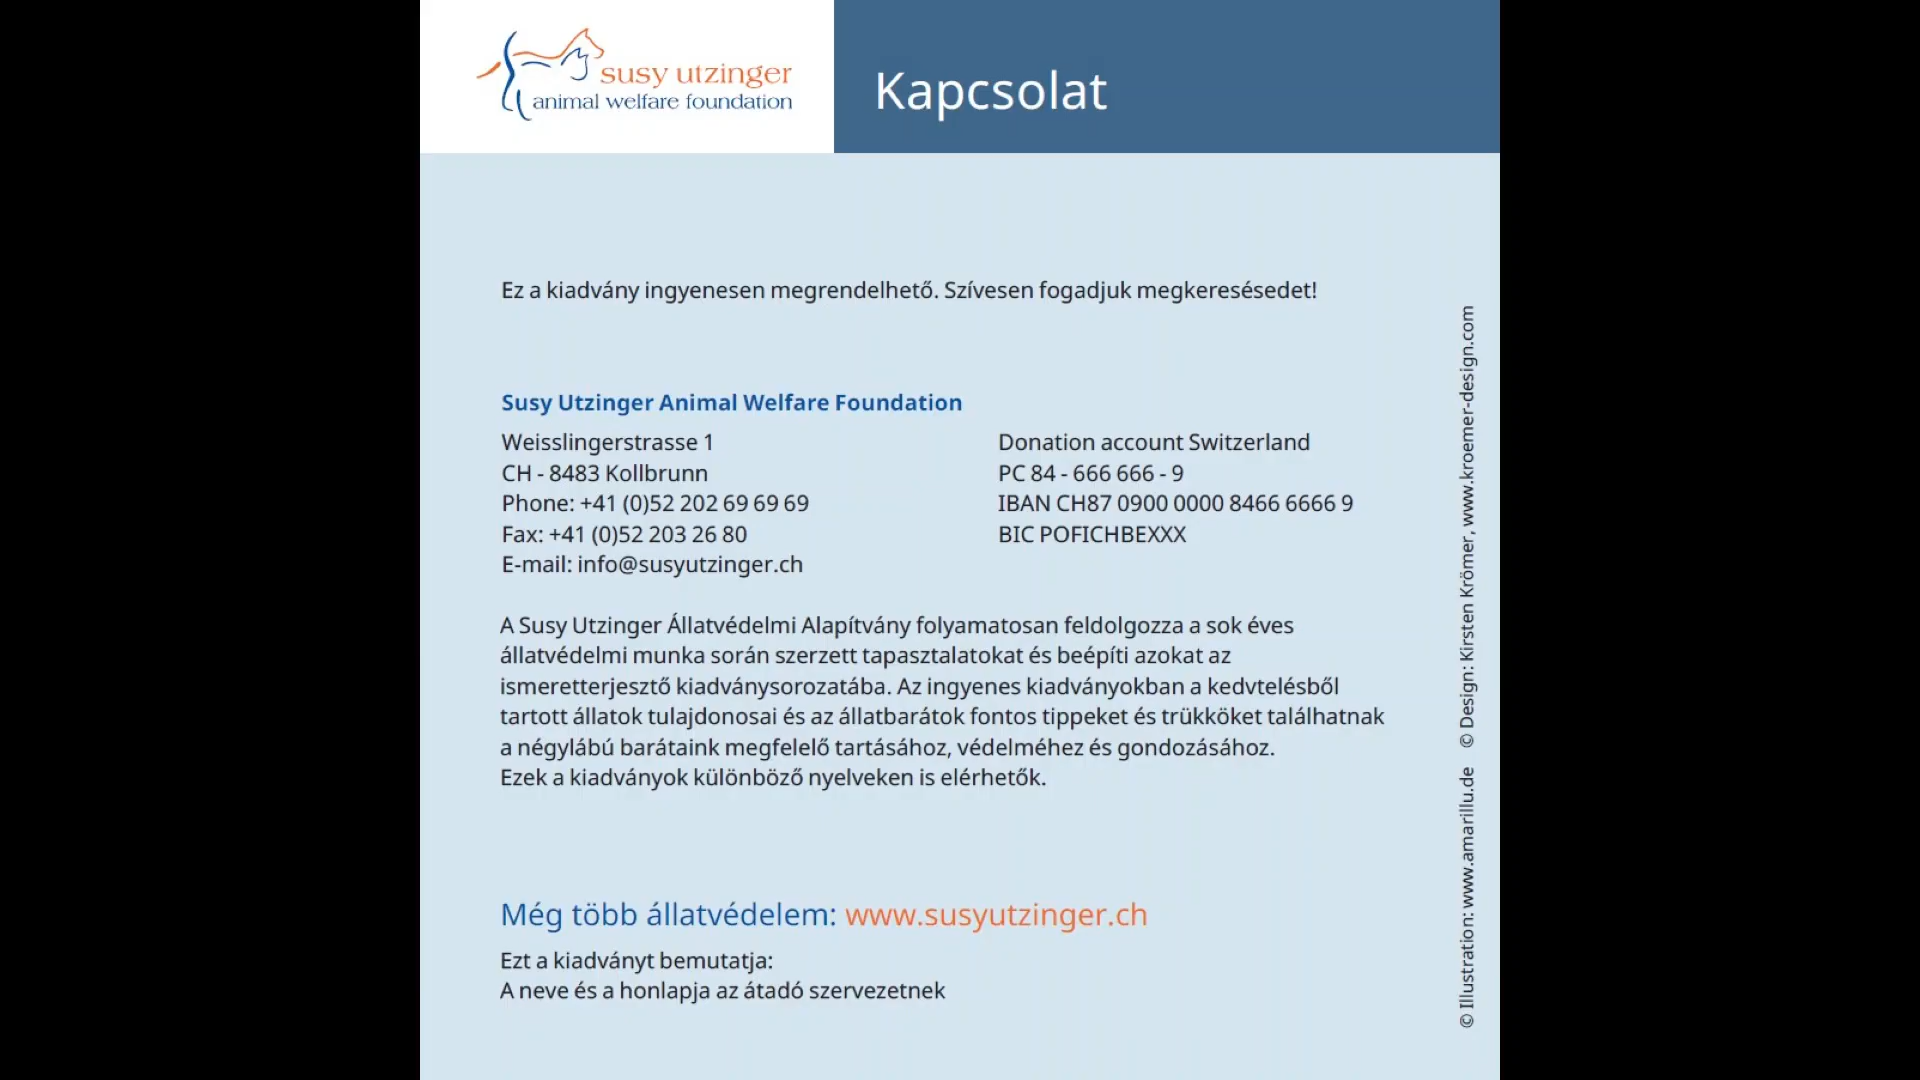 susy utzinger
animal welfare foundation
Kapcsolat
Ez a kiadvány ingyenesen megrendelhető. Szívesen fogadjuk megkeresésedet!
Susy Utzinger Animal Welfare Foundation
Weisslingerstrasse 1
CH - 8483 Kollbrunn
Phone: +41 (0)52 202 69 69 69
Fax: +41 (0)52 203 26 80
E-mail: info@susyutzinger.ch
Donation account Switzerland
PC 84 - 666 666 - 9
IBAN CH87 0900 0000 8466 6666 9
BIC POFICHBEXXX
A Susy Utzinger Állatvédelmi Alapítvány folyamatosan feldolgozza a sok éves
állatvédelmi munka során szerzett tapasztalatokat és beépíti azokat az
ismeretterjesztő kiadványsorozatába. Az ingyenes kiadványokban a kedvtelésből
tartott állatok tulajdonosai és az állatbarátok fontos tippeket és trükköket találhatnak
a négylábú barátaink megfelelő tartásához, védelméhez és gondozásához.
Ezek a kiadványok különböző nyelveken is elérhetők.
Még több állatvédelem: www.susyutzinger.ch
Ezt a kiadványt bemutatja:
A neve és a honlapja az átadó szervezetnek
© Illustration: www.amarillu.de © Design: Kirsten Krömer, www.kroemer-design.com